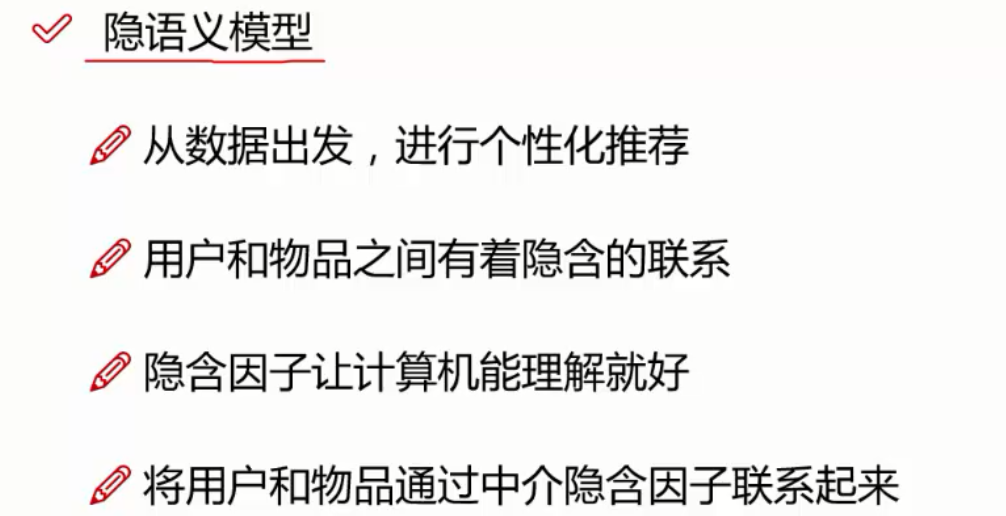 隐语义模型
从数据出发，进行个性化推荐
用户和物品之间有着隐含的联系
隐含因子让计算机能理解就好
将用户和物品通过中介隐含因子联系起来